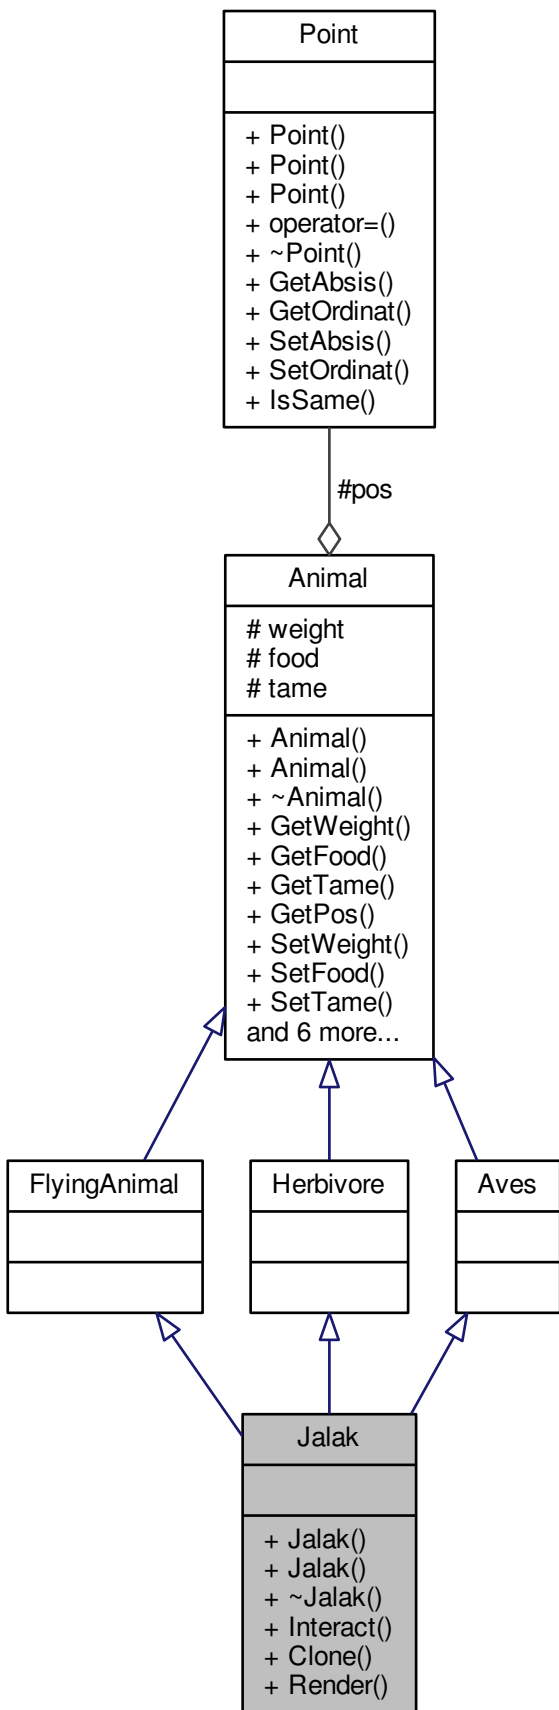 Point
+ Point()
+ Point()
+ Point()
+ operator=()
+ ~Point()
+ GetAbsis()
+ GetOrdinat()
+ SetAbsis()
+ SetOrdinat()
+ IsSame()
#pos
Animal
# weight
# food
# tame
+ Animal()
+ Animal()
+ ~Animal()
+ GetWeight()
+ GetFood()
+ GetTame()
+ GetPos()
+ SetWeight()
+ SetFood()
+ SetTame()
and 6 more...
FlyingAnimal
Herbivore
Aves
Jalak
+ Jalak()
+ Jalak()
+ ~Jalak()
+ Interact()
+ Clone()
+ Render()